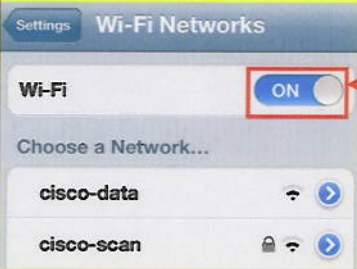 Settings Wi-Fi Networks
Wi-Fi ON
Choose a Network...
cisco-data
cisco-scan